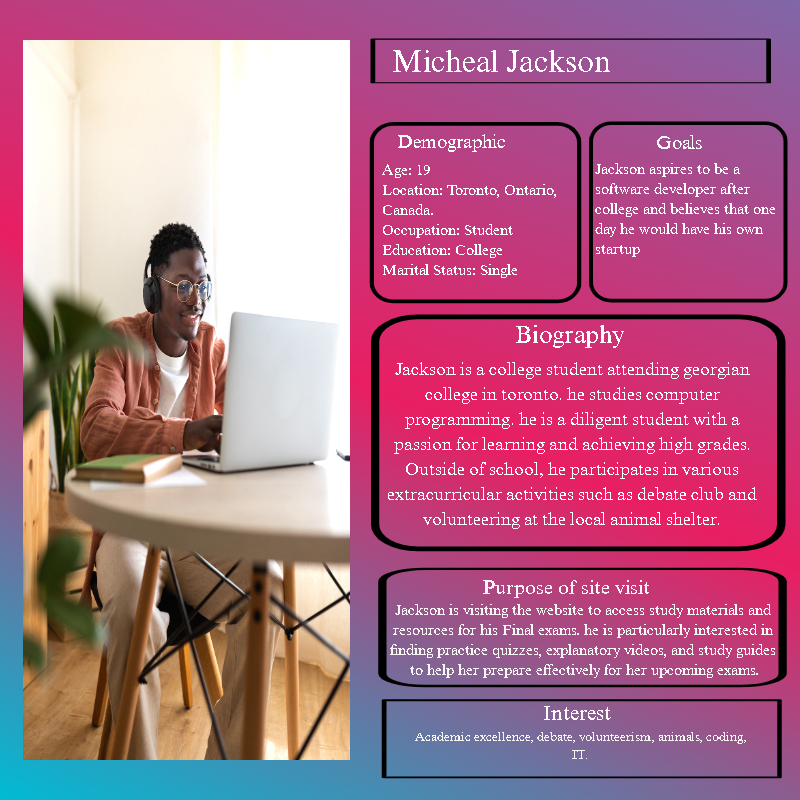 Micheal Jackson
Demographic
Age: 19
Location: Toronto, Ontario,
Canada.
Occupation: Student
Education: College
Marital Status: Single
Goals
Jackson aspires to be a
software developer after
college and believes that one
day he would have his own
startup
Biography
Jackson is a college student attending georgian
college in toronto. he studies computer
programming. he is a diligent student with a
passion for learning and achieving high grades.
Outside of school, he participates in various
extracurricular activities such as debate club and
volunteering at the local animal shelter.
Purpose of site visit
Jackson is visiting the website to access study materials and
resources for his Final exams. he is particularly interested in
finding practice quizzes, explanatory videos, and study guides
to help her prepare effectively for her upcoming exams.
Interest
Academic excellence, debate, volunteerism, animals, coding,
IT.